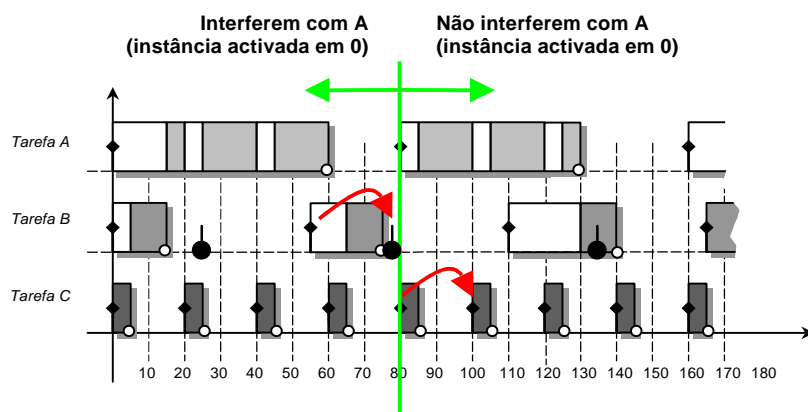 Interferem com A
(instância activada em 0)
Não interferem com A
(instância activada em 0)
Tarefa A
Tarefa B
Tarefa C
10 20 30 40 50 60 70 80 90 100 110 120 130 140 150 160 170 180